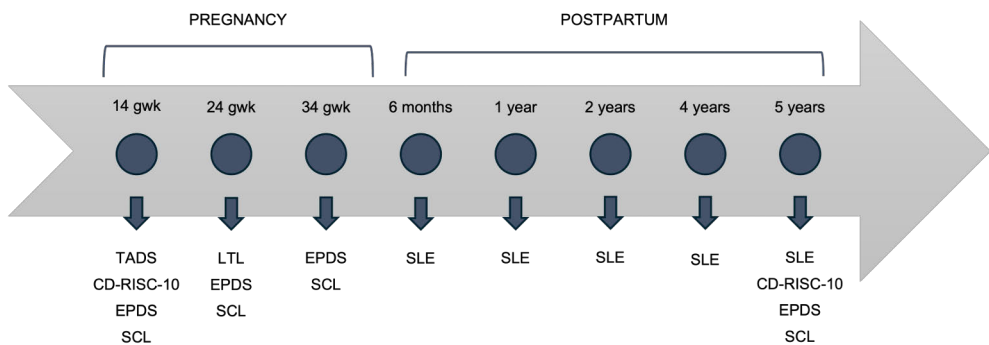 PREGNANCY POSTPARTUM
14 gwk 24 gwk 34 gwk 6 months 1 year 2 years 4 years 5 years
TADS LTL EPDS SLE SLE SLE SLE SLE
CD-RISC-10 EPDS SCL CD-RISC-10
EPDS SCL EPDS
SCL SCL